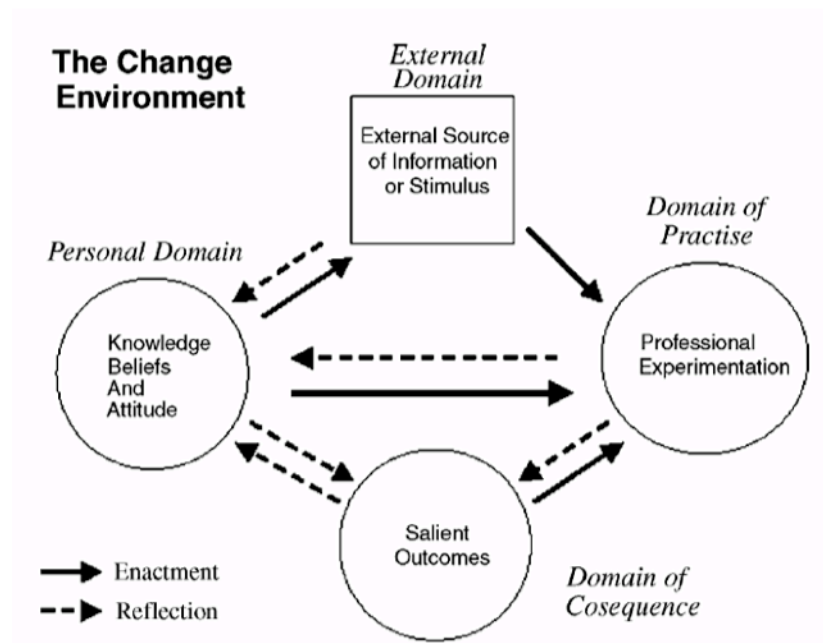 The Change
Environment
External
Domain
External Source
of Information
or Stimulus
Domain of
Practise
Personal Domain
Knowledge
Beliefs
And
Attitude
Professional
Experimentation
Salient
Outcomes
Enactment
Reflection
Domain of
Cosequence